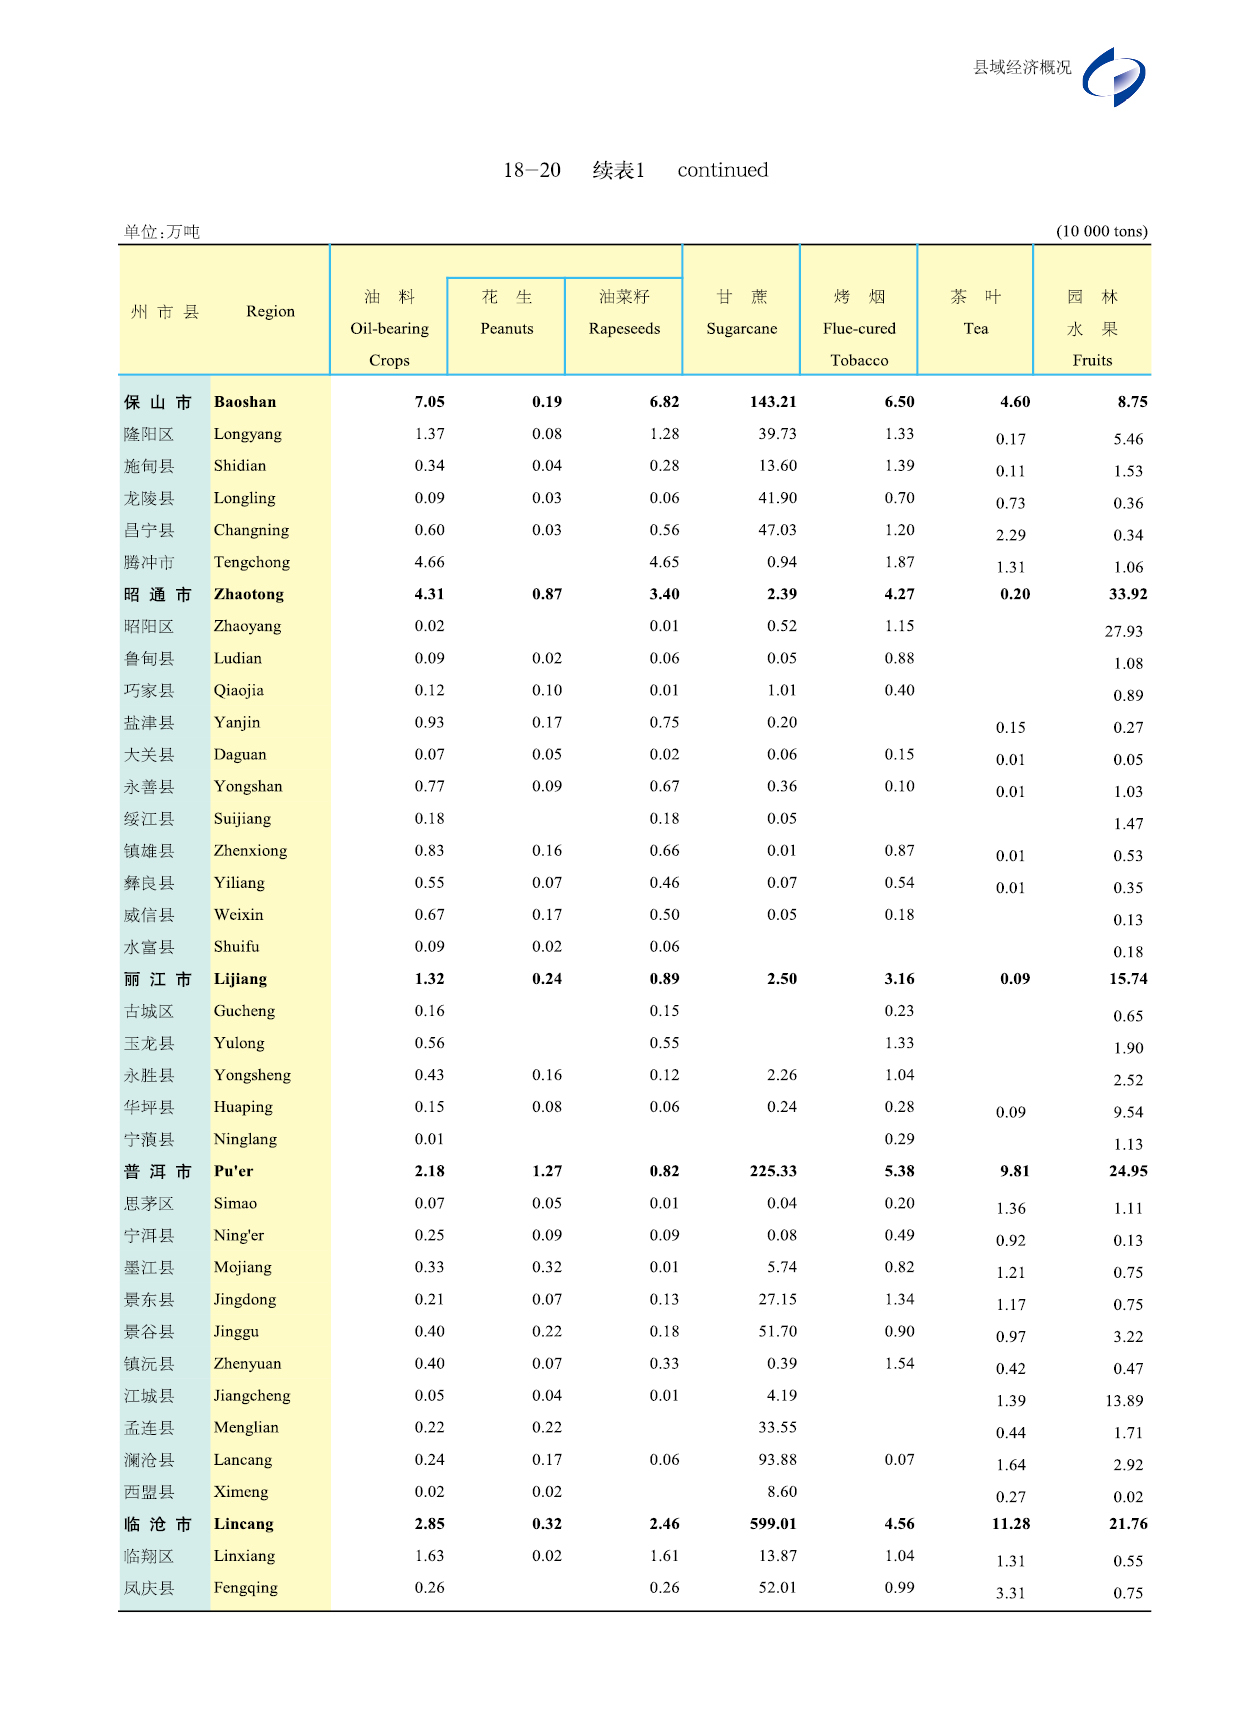 县域经济概况
18-20 续表1 continued
单位:万吨 (10 000 tons)
州市县 Region 油料 Oil-bearing Crops 花生 Peanuts 油菜籽 Rapeseeds 甘蔗 Sugarcane 烤烟 Flue-cured Tobacco 茶叶 Tea 园林水果 Fruits
保山市 Baoshan 7.05 0.19 6.82 143.21 6.50 4.60 8.75
隆阳区 Longyang 1.37 0.08 1.28 39.73 1.33 0.17 5.46
施甸县 Shidian 0.34 0.04 0.28 13.60 1.39 0.11 1.53
龙陵县 Longling 0.09 0.03 0.06 41.90 0.70 0.73 0.36
昌宁县 Changning 0.60 0.03 0.56 47.03 1.20 2.29 0.34
腾冲市 Tengchong 4.66 4.65 0.94 1.87 1.31 1.06
昭通市 Zhaotong 4.31 0.87 3.40 2.39 4.27 0.20 33.92
昭阳区 Zhaoyang 0.02 0.01 0.52 1.15 27.93
鲁甸县 Ludian 0.09 0.02 0.06 0.05 0.88 1.08
巧家县 Qiaojia 0.12 0.10 0.01 1.01 0.40 0.89
盐津县 Yanjin 0.93 0.17 0.75 0.20 0.15 0.27
大关县 Daguan 0.07 0.05 0.02 0.06 0.15 0.01 0.05
永善县 Yongshan 0.77 0.09 0.67 0.36 0.10 0.01 1.03
绥江县 Suijiang 0.18 0.18 0.05 1.47
镇雄县 Zhenxiong 0.83 0.16 0.66 0.01 0.87 0.01 0.53
彝良县 Yiliang 0.55 0.07 0.46 0.07 0.54 0.01 0.35
威信县 Weixin 0.67 0.17 0.50 0.05 0.18 0.13
水富县 Shuifu 0.09 0.02 0.06 0.18
丽江市 Lijiang 1.32 0.24 0.89 2.50 3.16 0.09 15.74
古城区 Gucheng 0.16 0.15 0.23 0.65
玉龙县 Yulong 0.56 0.55 1.33 1.90
永胜县 Yongsheng 0.43 0.16 0.12 2.26 1.04 2.52
华坪县 Huaping 0.15 0.08 0.06 0.24 0.28 0.09 9.54
宁蒗县 Ninglang 0.01 0.29 1.13
普洱市 Pu'er 2.18 1.27 0.82 225.33 5.38 9.81 24.95
思茅区 Simao 0.07 0.05 0.01 0.04 0.20 1.36 1.11
宁洱县 Ning'er 0.25 0.09 0.09 0.08 0.49 0.92 0.13
墨江县 Mojiang 0.33 0.32 0.01 5.74 0.82 1.21 0.75
景东县 Jingdong 0.21 0.07 0.13 27.15 1.34 1.17 0.75
景谷县 Jinggu 0.40 0.22 0.18 51.70 0.90 0.97 3.22
镇沅县 Zhenyuan 0.40 0.07 0.33 0.39 1.54 0.42 0.47
江城县 Jiangcheng 0.05 0.04 0.01 4.19 1.39 13.89
孟连县 Menglian 0.22 0.22 33.55 0.44 1.71
澜沧县 Lancang 0.24 0.17 0.06 93.88 0.07 1.64 2.92
西盟县 Ximeng 0.02 0.02 8.60 0.27 0.02
临沧市 Lincang 2.85 0.32 2.46 599.01 4.56 11.28 21.76
临翔区 Linxiang 1.63 0.02 1.61 13.87 1.04 1.31 0.55
凤庆县 Fengqing 0.26 0.26 52.01 0.99 3.31 0.75